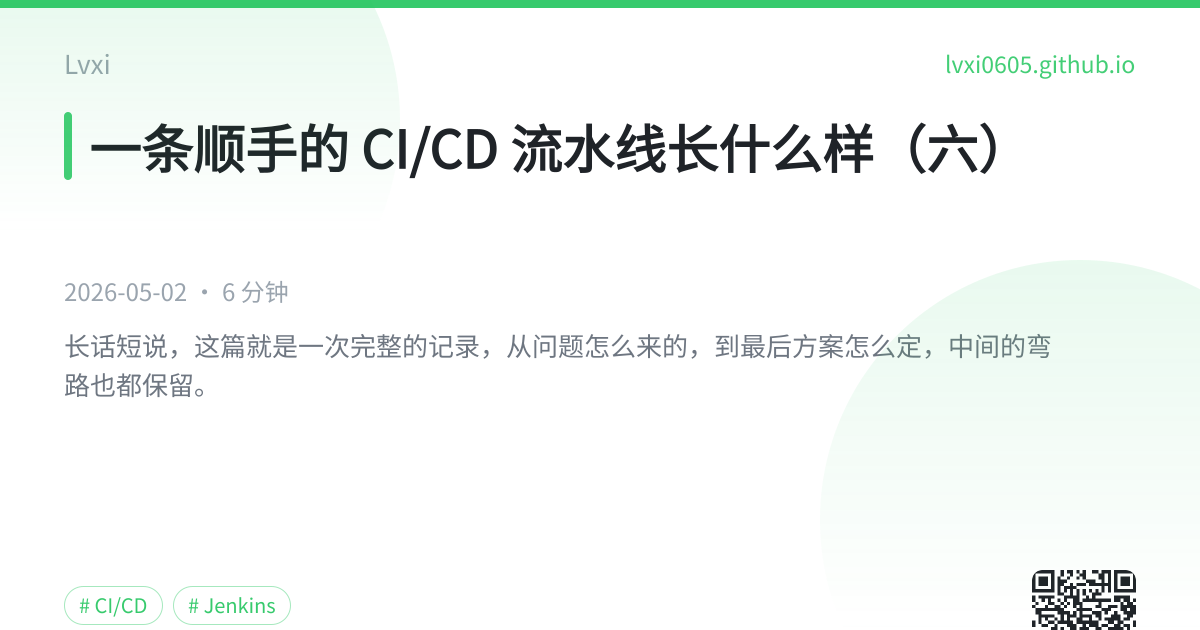 Lvxi
lvxi0605.github.io
一条顺手的 CI/CD 流水线长什么样（六）
2026-05-02 · 6 分钟
长话短说，这篇就是一次完整的记录，从问题怎么来的，到最后方案怎么定，中间的弯
路也都保留。
# CI/CD
# Jenkins